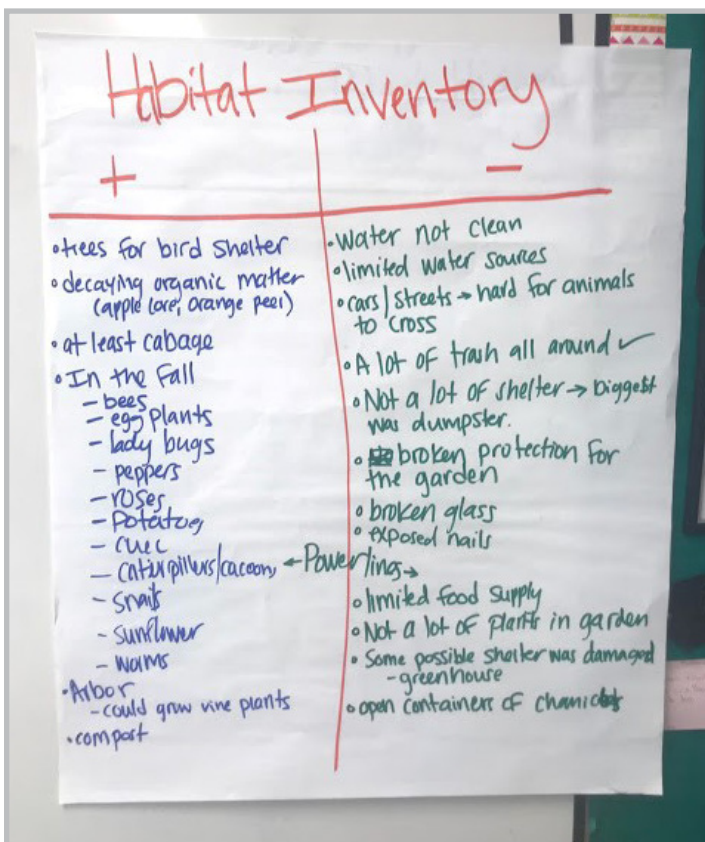 Habitat Inventory
+
•trees for bird shelter
•decaying organic matter
(apple core, orange peel)
•at least cabage
•In the Fall
- bees
- egg plants
- lady bugs
- peppers
- roses
- potatoes
- caturpillers/cacoon
- snails
- sunflower
- worms
•Arbor
- could grow vine plants
•compost
←Powerling→
-
•Water not clean
•limited water sources
•cars/streets→hard for animals
to cross
•A lot of trash all around ✓
•Not a lot of shelter→biggest
was dumpster.
•broken protection for
the garden
•broken glass
•exposed nails
•limited food supply
•Not a lot of plants in garden
•Some possible shelter was damaged
- greenhouse
•open containers of